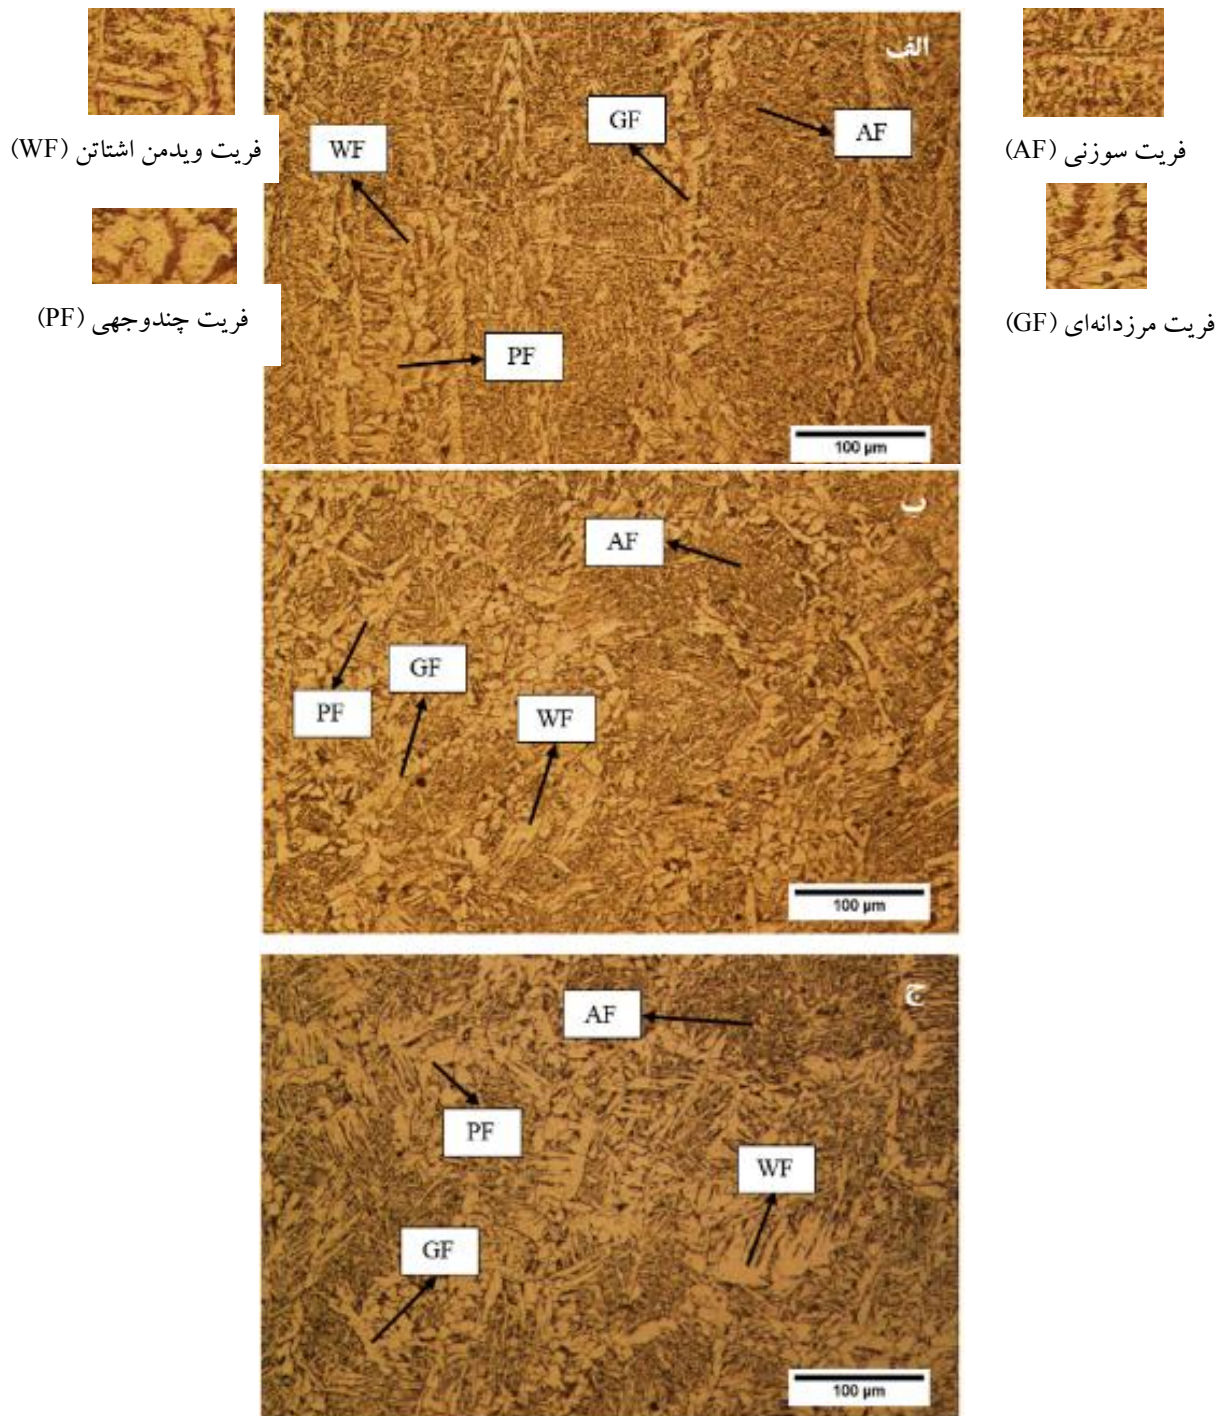 الف
GF
AF
WF
فریت ویدمن اشتاتن (WF)
فریت سوزنی (AF)
فریت چندوجهی (PF)
فریت مرزدانه‌ای (GF)
PF
100 µm
ب
AF
GF
PF
WF
100 µm
ج
AF
PF
WF
GF
100 µm